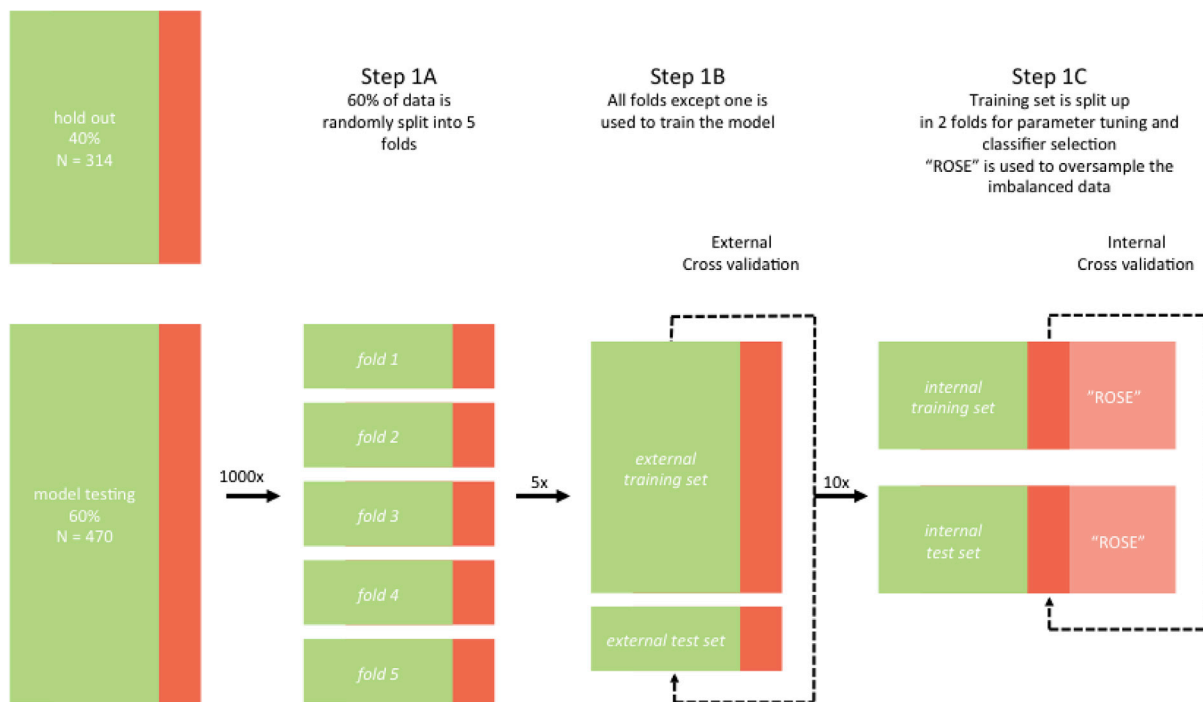 hold out
40%
N = 314
Step 1A
60% of data is
randomly split into 5
folds
Step 1B
All folds except one is
used to train the model
Step 1C
Training set is split up
in 2 folds for parameter tuning and
classifier selection
“ROSE” is used to oversample the
imbalanced data
External
Cross validation
Internal
Cross validation
model testing
60%
N = 470
1000x
fold 1
fold 2
fold 3
fold 4
fold 5
5x
external
training set
external test set
10x
internal
training set
”ROSE”
internal
test set
“ROSE”